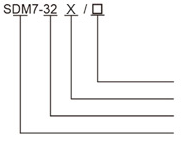 SDM7-32 X / □